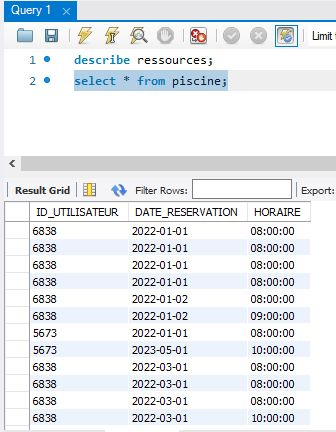 Query 1
Limit
1 describe ressources;
2 select * from piscine;
Result Grid Filter Rows: Export:
ID_UTILISATEUR DATE_RESERVATION HORAIRE
6838 2022-01-01 08:00:00
6838 2022-01-01 08:00:00
6838 2022-01-01 08:00:00
6838 2022-01-01 08:00:00
6838 2022-01-02 08:00:00
6838 2022-01-02 09:00:00
5673 2022-01-01 08:00:00
5673 2023-05-01 10:00:00
6838 2022-03-01 08:00:00
6838 2022-03-01 08:00:00
6838 2022-03-01 08:00:00
6838 2022-03-01 10:00:00